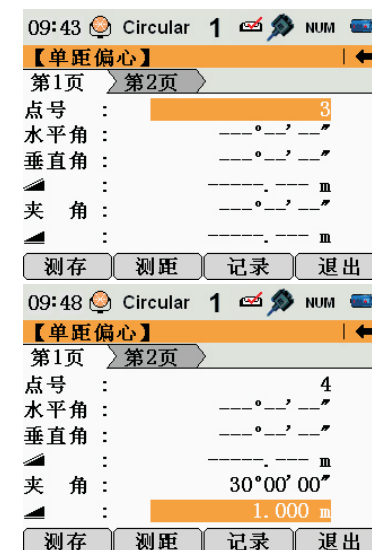 09:43 Circular 1 NUM
【单距偏心】
第1页 第2页
点号 : 3
水平角 : ---°--′--″
垂直角 : ---°--′--″
: -----.--- m
夹 角 : ---°--′--″
: -----.--- m
测存 测距 记录 退出
09:48 Circular 1 NUM
【单距偏心】
第1页 第2页
点号 : 4
水平角 : ---°--′--″
垂直角 : ---°--′--″
: -----.--- m
夹 角 : 30°00′00″
: 1.000 m
测存 测距 记录 退出